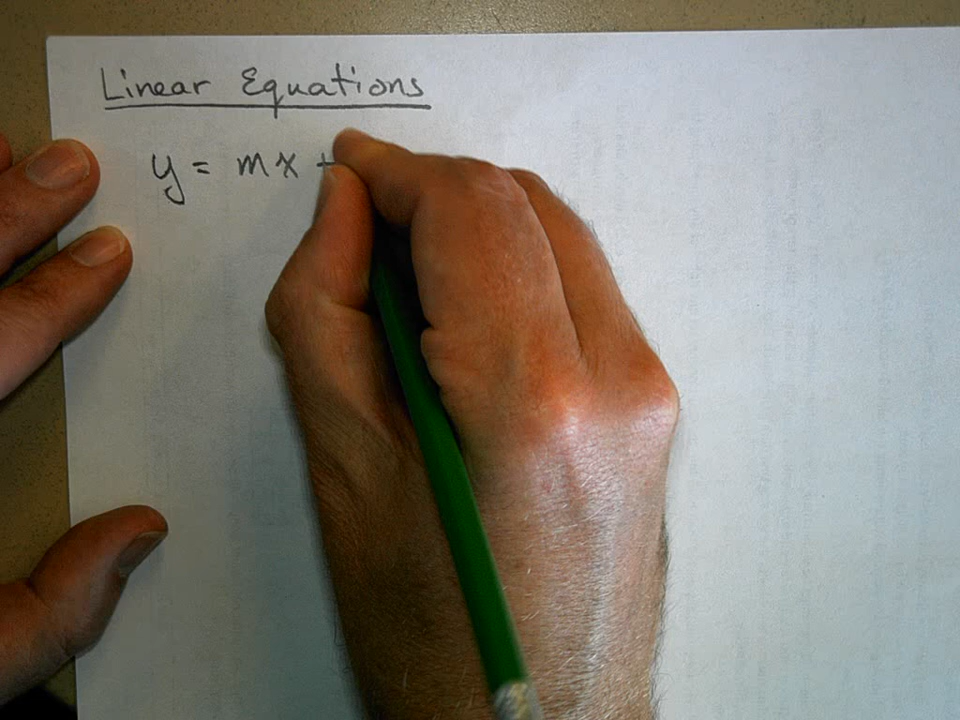 Linear Equations
y = mx +